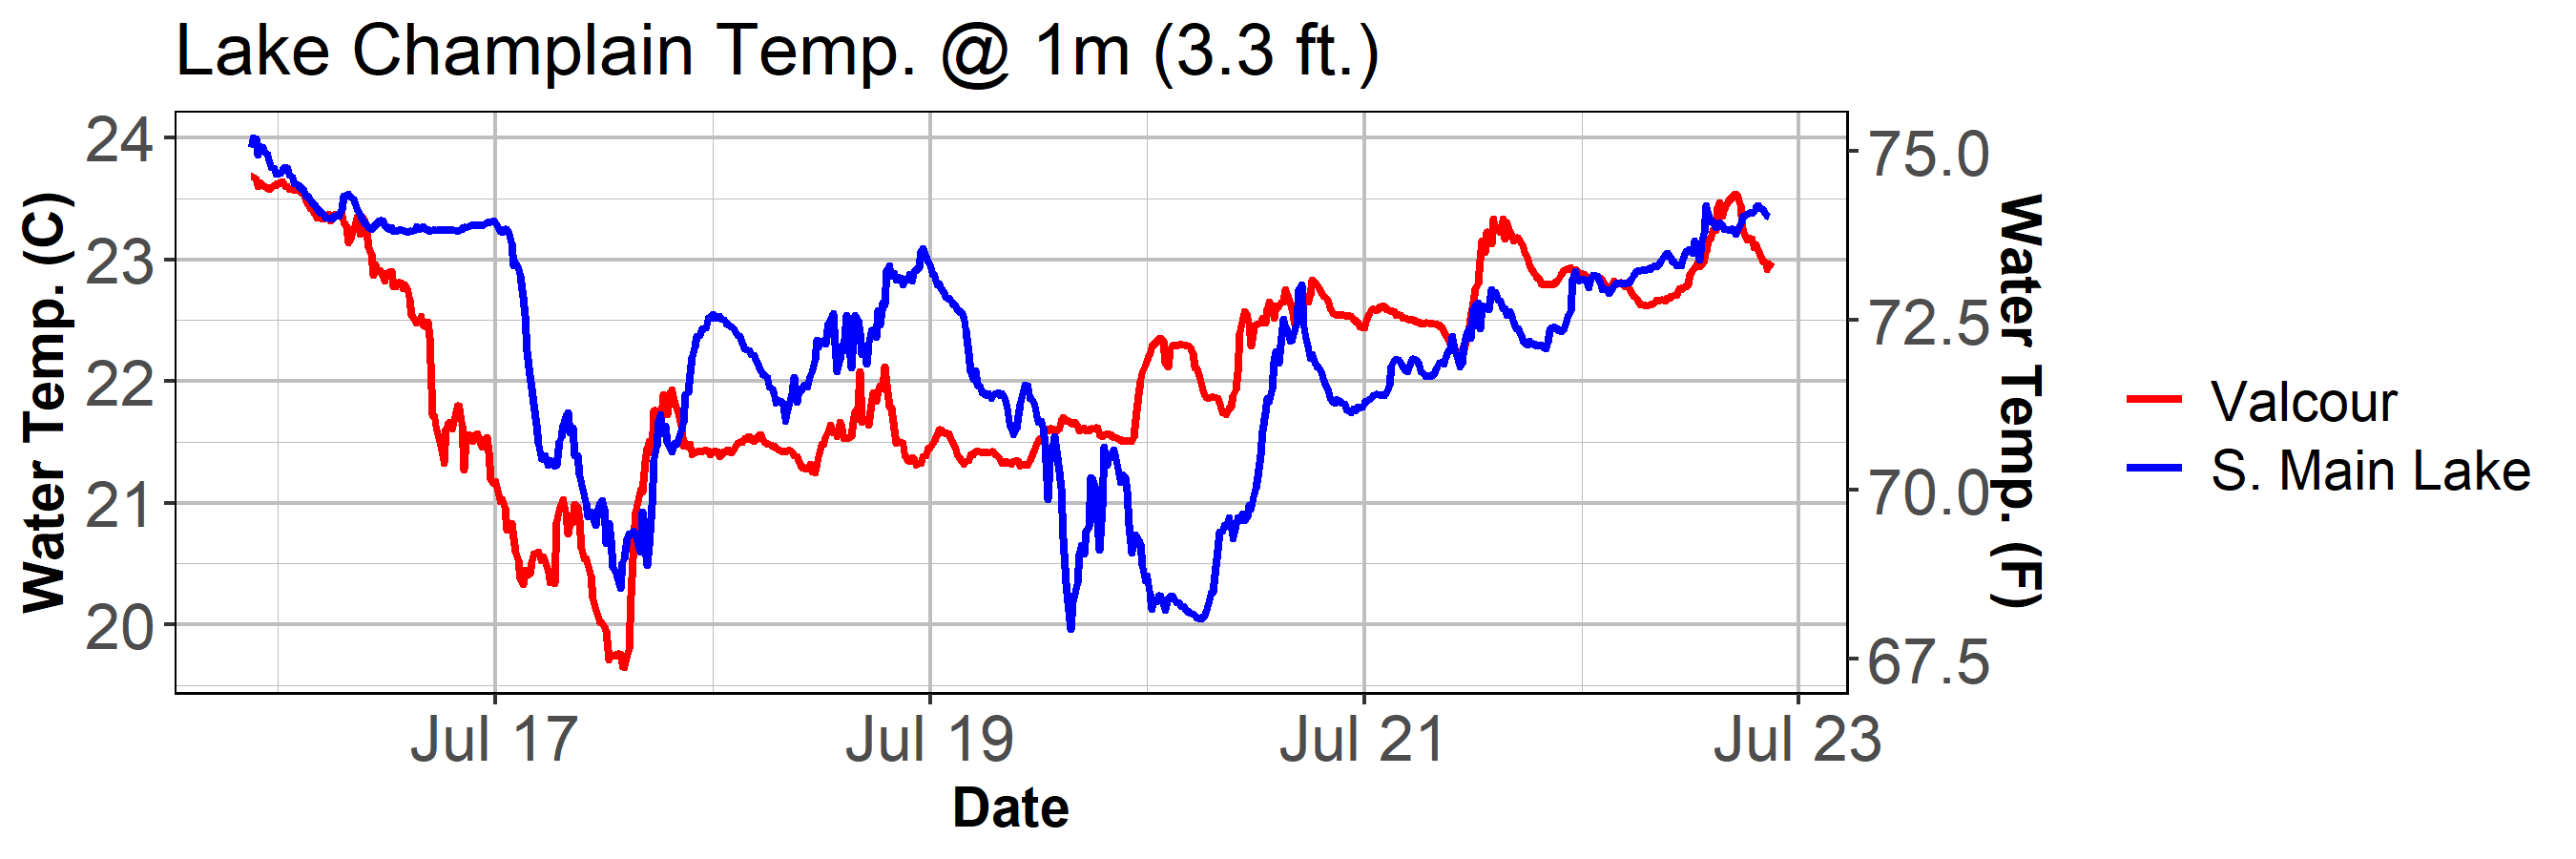 Lake Champlain Temp. @ 1m (3.3 ft.)
Water Temp. (C)
24
23
22
21
20
75.0
72.5
70.0
67.5
Water Temp. (F)
Jul 17
Jul 19
Jul 21
Jul 23
Date
Valcour
S. Main Lake